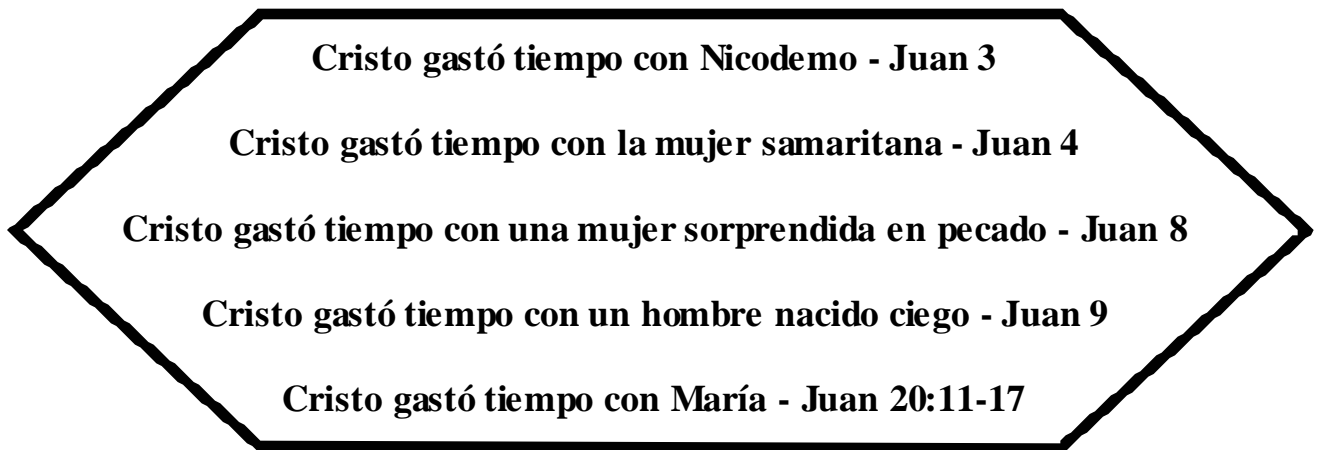 Cristo gastó tiempo con Nicodemo - Juan 3
Cristo gastó tiempo con la mujer samaritana - Juan 4
Cristo gastó tiempo con una mujer sorprendida en pecado - Juan 8
Cristo gastó tiempo con un hombre nacido ciego - Juan 9
Cristo gastó tiempo con María - Juan 20:11-17